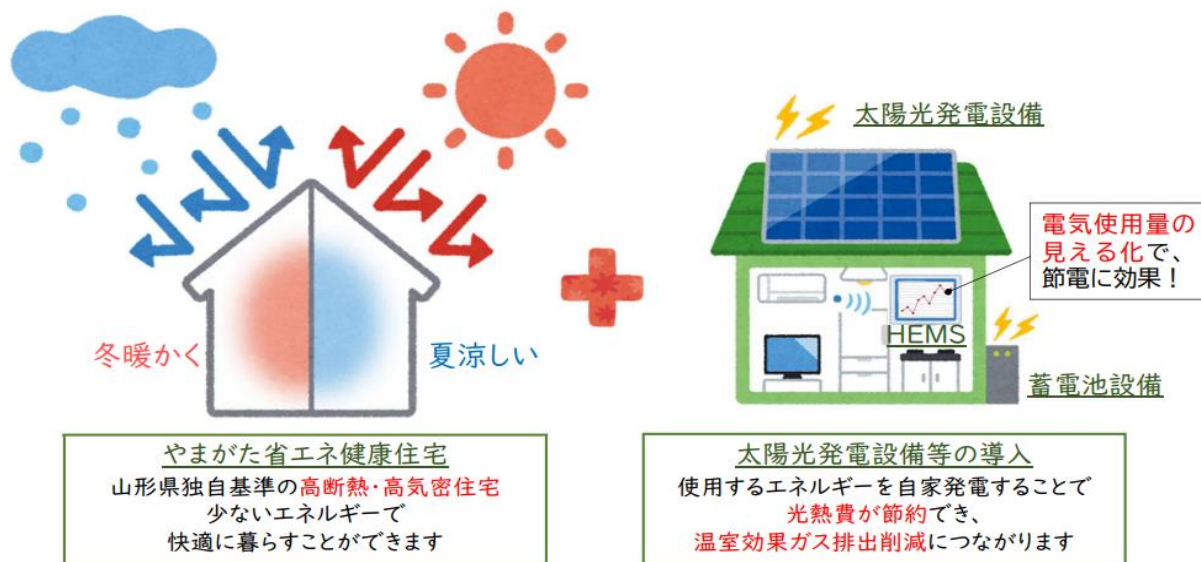 太陽光発電設備
電気使用量の
見える化で、
節電に効果！
HEMS
冬暖かく
夏涼しい
蓄電池設備
やまがた省エネ健康住宅
山形県独自基準の高断熱・高気密住宅
少ないエネルギーで
快適に暮らすことができます
太陽光発電設備等の導入
使用するエネルギーを自家発電することで
光熱費が節約でき、
温室効果ガス排出削減につながります